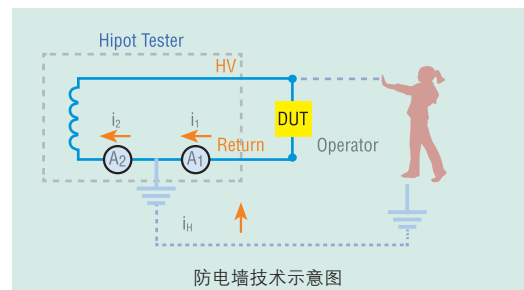 Hipot Tester
HV
i2 i1
DUT
A2 A1 Return Operator
iH
防电墙技术示意图